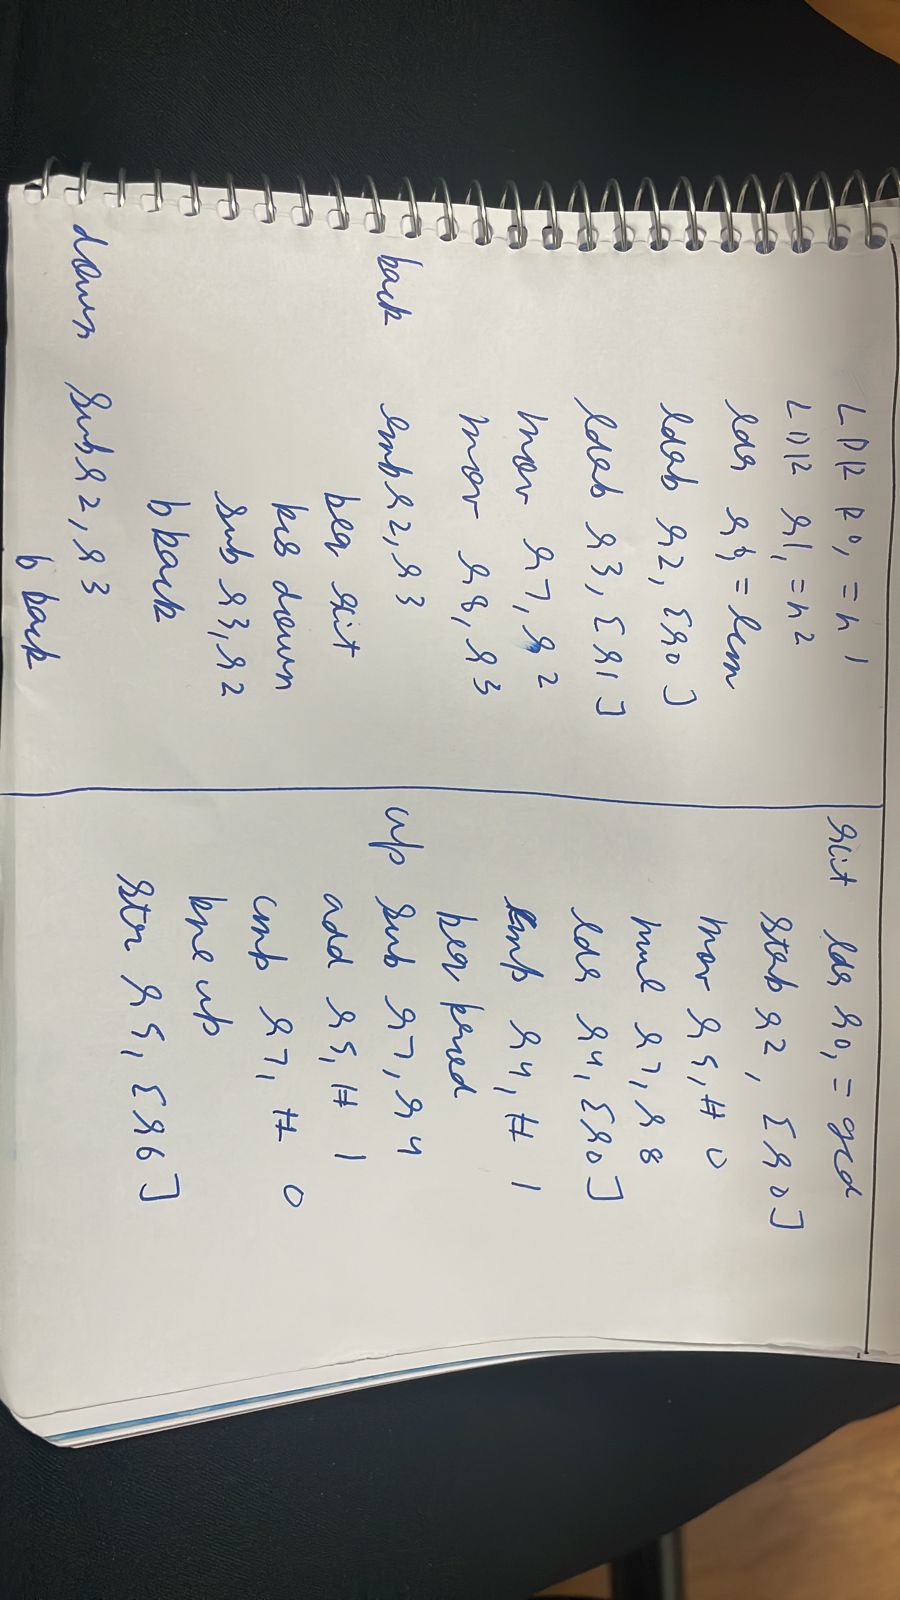 LDR R0, = n1
LDR r1, = n2
ldr r6, = lcm
ldrb r2, [r0]
ldrb r3, [r1]
mov r7, r2
mov r8, r3
back cmp r2, r3
beq exit
bls down
sub r3, r2
b back
down sub r2, r3
b back
exit ldr r0, = gcd
strb r2, [r0]
mov r5, # 0
mul r7, r8
ldr r4, [r0]
cmp r4, # 1
beq
up sub r7, r4
add r5, # 1
cmp r7, # 0
bne up
str r5, [r6]